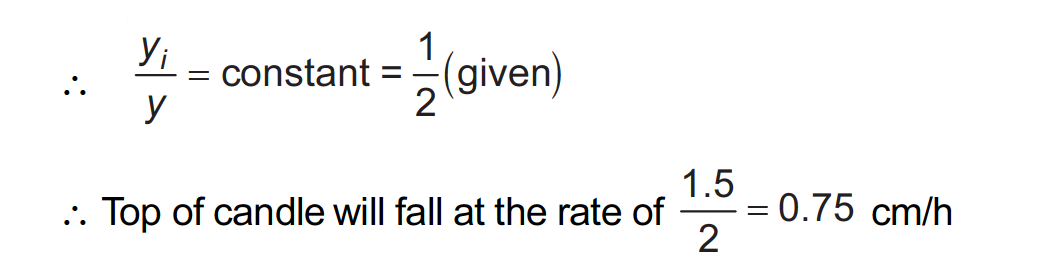 ∴ yᵢ/y = constant = 1/2 (given)
∴ Top of candle will fall at the rate of 1.5/2 = 0.75 cm/h